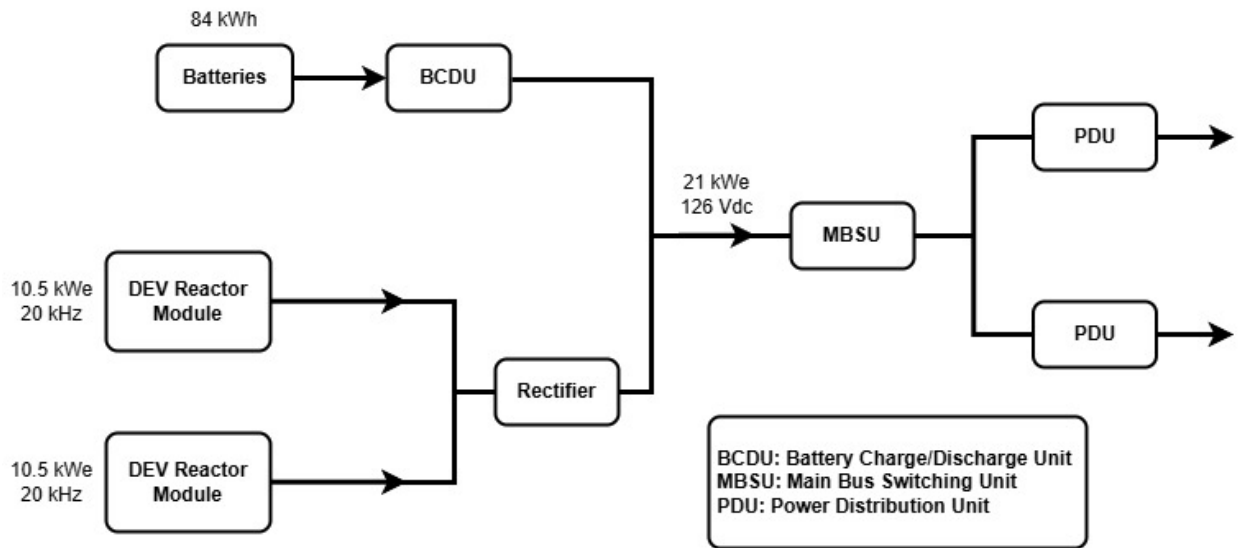 84 kWh
Batteries
BCDU
PDU
21 kWe
126 Vdc
MBSU
10.5 kWe
20 kHz
DEV Reactor
Module
PDU
Rectifier
10.5 kWe
20 kHz
DEV Reactor
Module
BCDU: Battery Charge/Discharge Unit
MBSU: Main Bus Switching Unit
PDU: Power Distribution Unit